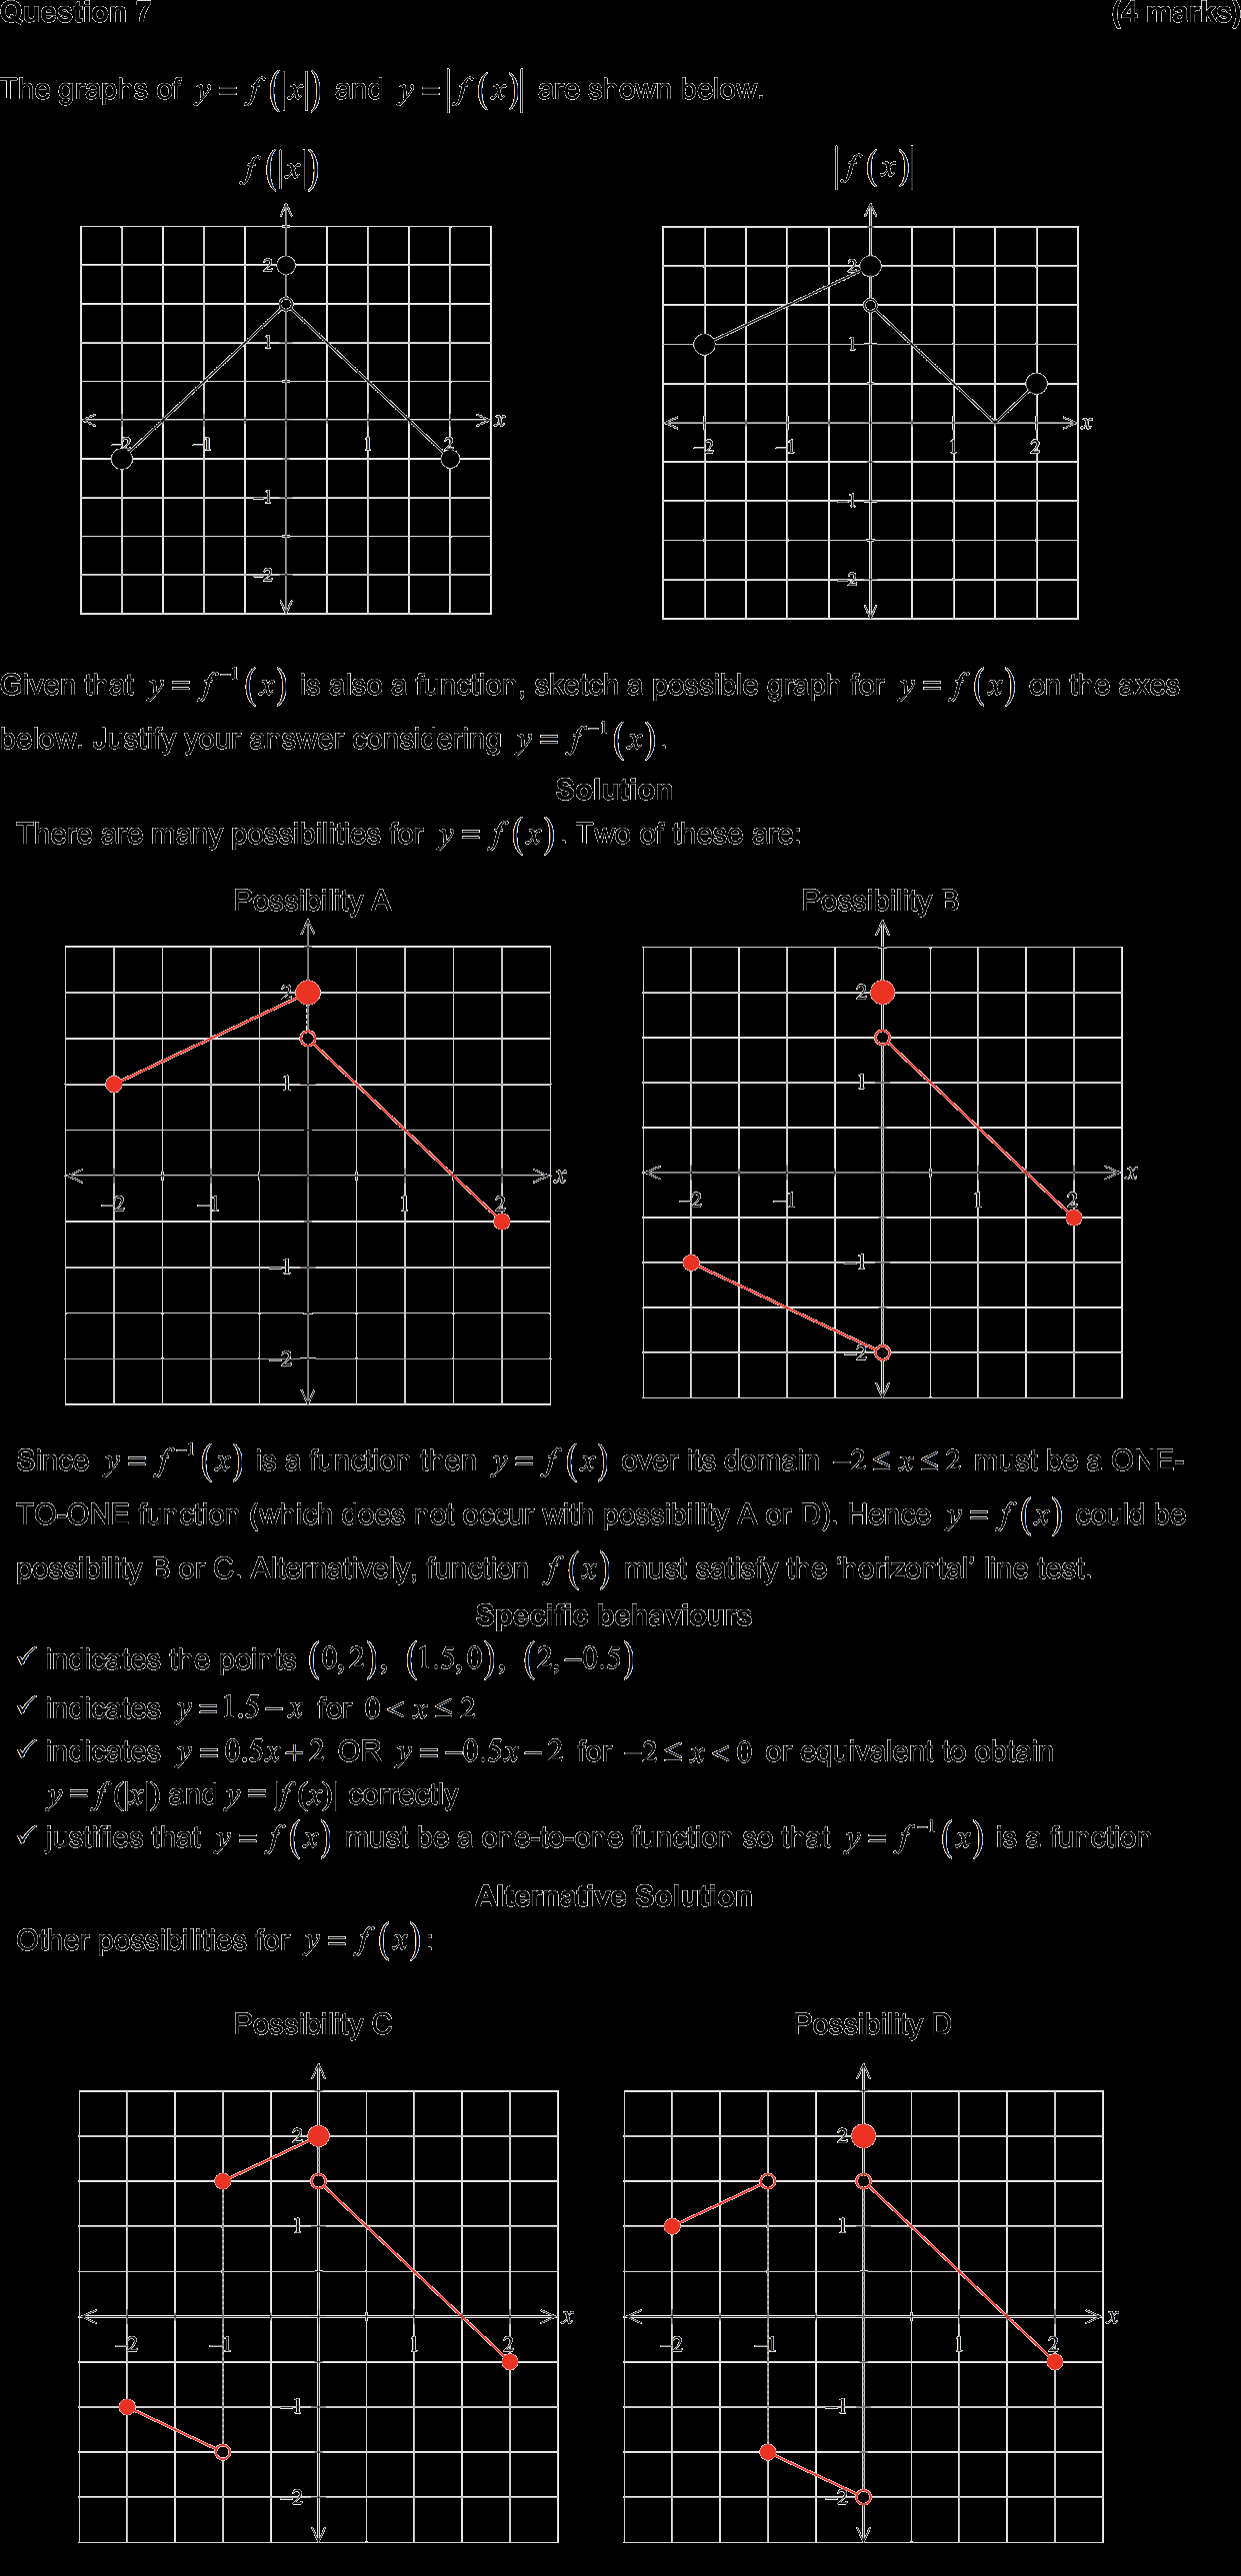 Question 7 (4 marks)
The graphs of y = f(|x|) and y = |f(x)| are shown below.
f(|x|) |f(x)|
2 2
1 1
x x
−2 −1 1 2 −2 −1 1 2
−1 −1
−2 −2
Given that y = f⁻¹(x) is also a function, sketch a possible graph for y = f(x) on the axes
below. Justify your answer considering y = f⁻¹(x).
Solution
There are many possibilities for y = f(x). Two of these are:
Possibility A Possibility B
2 2
1 1
x x
−2 −1 1 2 −2 −1 1 2
−1 −1
−2 −2
Since y = f⁻¹(x) is a function then y = f(x) over its domain −2 ≤ x ≤ 2 must be a ONE-
TO-ONE function (which does not occur with possibility A or D). Hence y = f(x) could be
possibility B or C. Alternatively, function f(x) must satisfy the 'horizontal' line test.
Specific behaviours
✓ indicates the points (0,2), (1.5,0), (2,−0.5)
✓ indicates y = 1.5 − x for 0 < x ≤ 2
✓ indicates y = 0.5x + 2 OR y = −0.5x − 2 for −2 ≤ x < 0 or equivalent to obtain
y = f(|x|) and y = |f(x)| correctly
✓ justifies that y = f(x) must be a one-to-one function so that y = f⁻¹(x) is a function
Alternative Solution
Other possibilities for y = f(x):
Possibility C Possibility D
2 2
1 1
x x
−2 −1 1 2 −2 −1 1 2
−1 −1
−2 −2